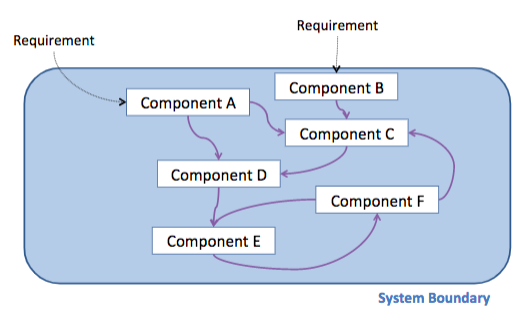 Requirement
Requirement
Component B
Component A
Component C
Component D
Component F
Component E
System Boundary